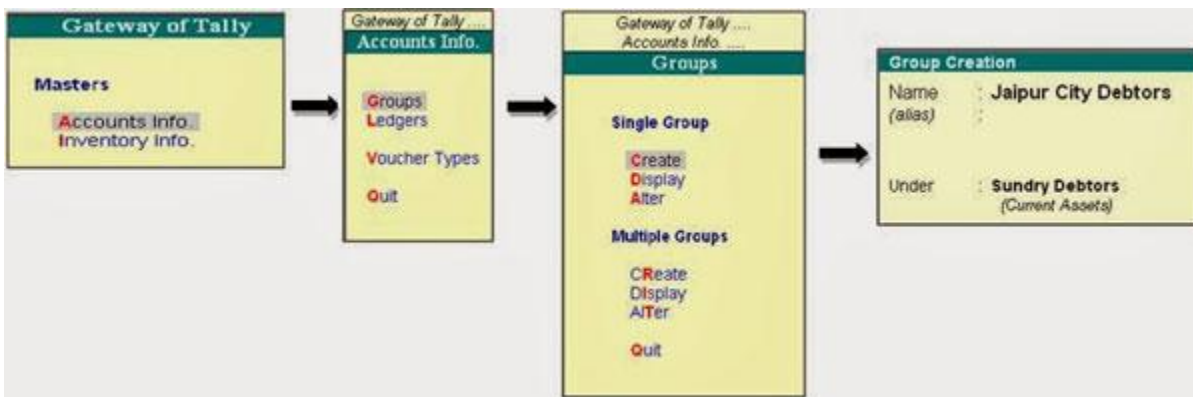 Gateway of Tally
Masters
Accounts Info.
Inventory Info.
Gateway of Tally ....
Accounts Info.
Groups
Ledgers
Voucher Types
Quit
Gateway of Tally ....
Accounts Info. ....
Groups
Single Group
Create
Display
Alter
Multiple Groups
CReate
DIsplay
AlTer
Quit
Group Creation
Name : Jaipur City Debtors
(alias) :
Under : Sundry Debtors
(Current Assets)